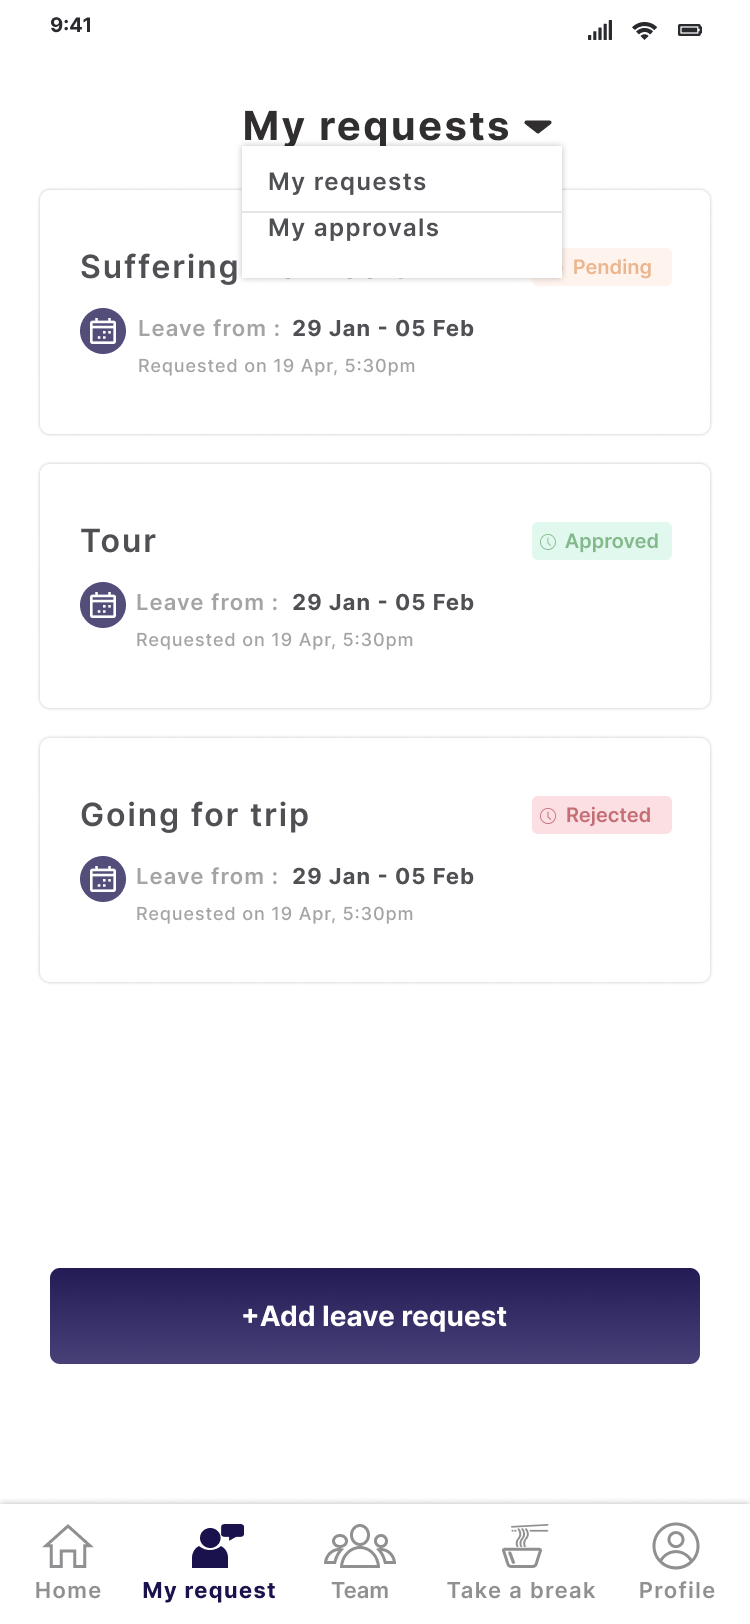 9:41
My requests
My requests
My approvals
Suffering
Pending
Leave from : 29 Jan - 05 Feb
Requested on 19 Apr, 5:30pm
Tour
Approved
Leave from : 29 Jan - 05 Feb
Requested on 19 Apr, 5:30pm
Going for trip
Rejected
Leave from : 29 Jan - 05 Feb
Requested on 19 Apr, 5:30pm
+Add leave request
Home
My request
Team
Take a break
Profile